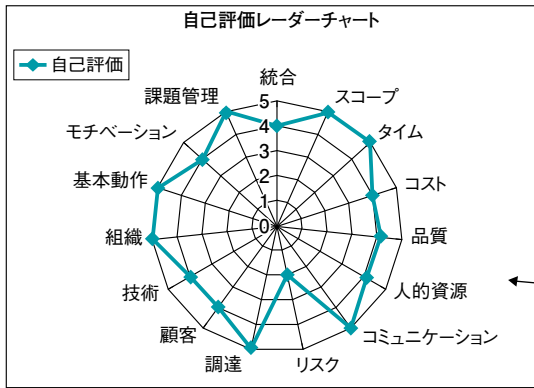 自己評価レーダーチャート
自己評価
統合
スコープ
タイム
コスト
品質
人的資源
コミュニケーション
リスク
調達
顧客
技術
組織
基本動作
モチベーション
課題管理
5
4
3
2
1
0